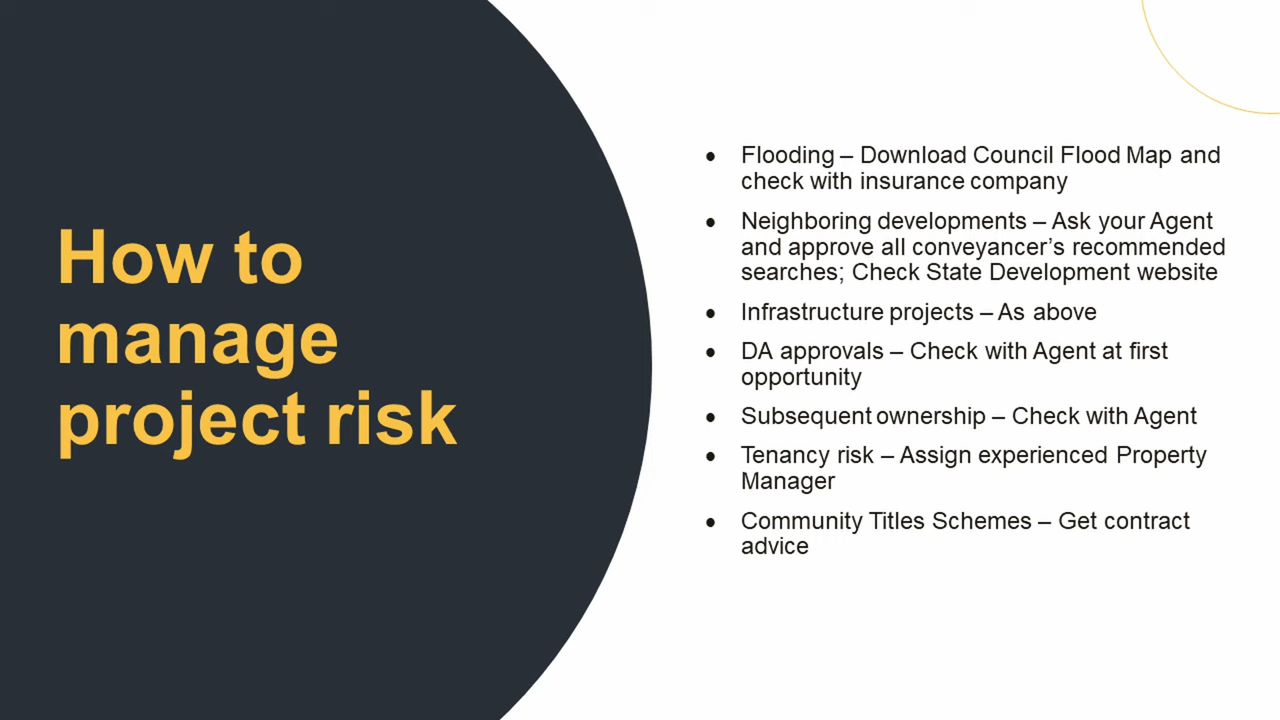 How to
manage
project risk
• Flooding – Download Council Flood Map and
check with insurance company
• Neighboring developments – Ask your Agent
and approve all conveyancer’s recommended
searches; Check State Development website
• Infrastructure projects – As above
• DA approvals – Check with Agent at first
opportunity
• Subsequent ownership – Check with Agent
• Tenancy risk – Assign experienced Property
Manager
• Community Titles Schemes – Get contract
advice